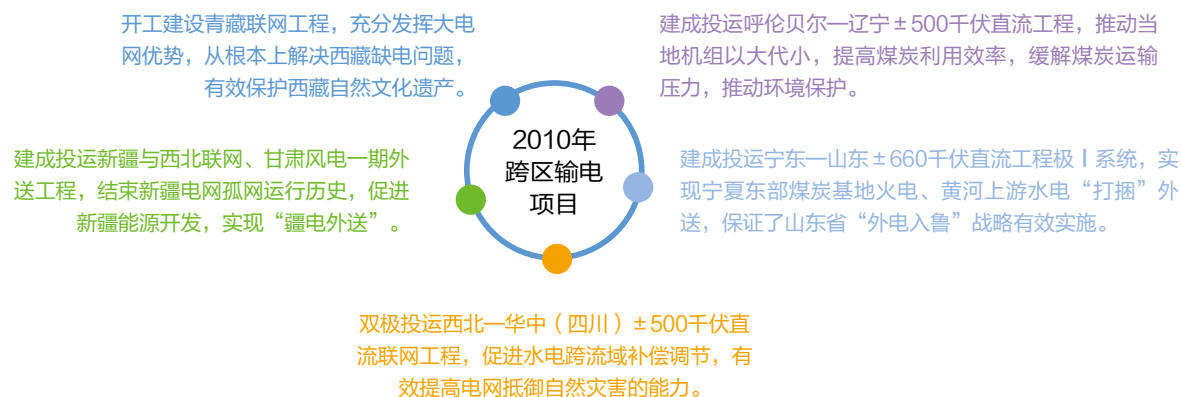 开工建设青藏联网工程，充分发挥大电
网优势，从根本上解决西藏缺电问题，
有效保护西藏自然文化遗产。
建成投运呼伦贝尔—辽宁±500千伏直流工程，推动当
地机组以大代小，提高煤炭利用效率，缓解煤炭运输
压力，推动环境保护。
2010年
跨区输电
项目
建成投运新疆与西北联网、甘肃风电一期外
送工程，结束新疆电网孤网运行历史，促进
新疆能源开发，实现“疆电外送”。
建成投运宁东—山东±660千伏直流工程极Ⅰ系统，实
现宁夏东部煤炭基地火电、黄河上游水电“打捆”外
送，保证了山东省“外电入鲁”战略有效实施。
双极投运西北—华中（四川）±500千伏直
流联网工程，促进水电跨流域补偿调节，有
效提高电网抵御自然灾害的能力。